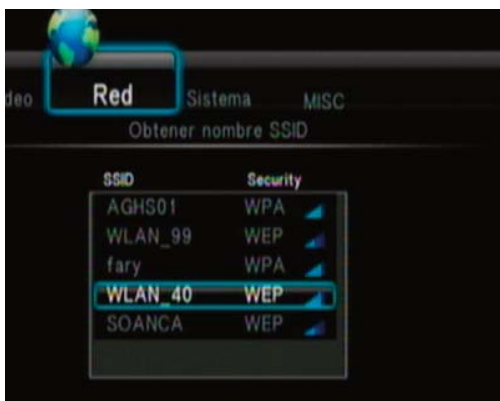 deo Red Sistema MISC
Obtener nombre SSID
SSID Security
AGHS01 WPA
WLAN_99 WEP
fary WPA
WLAN_40 WEP
SOANCA WEP